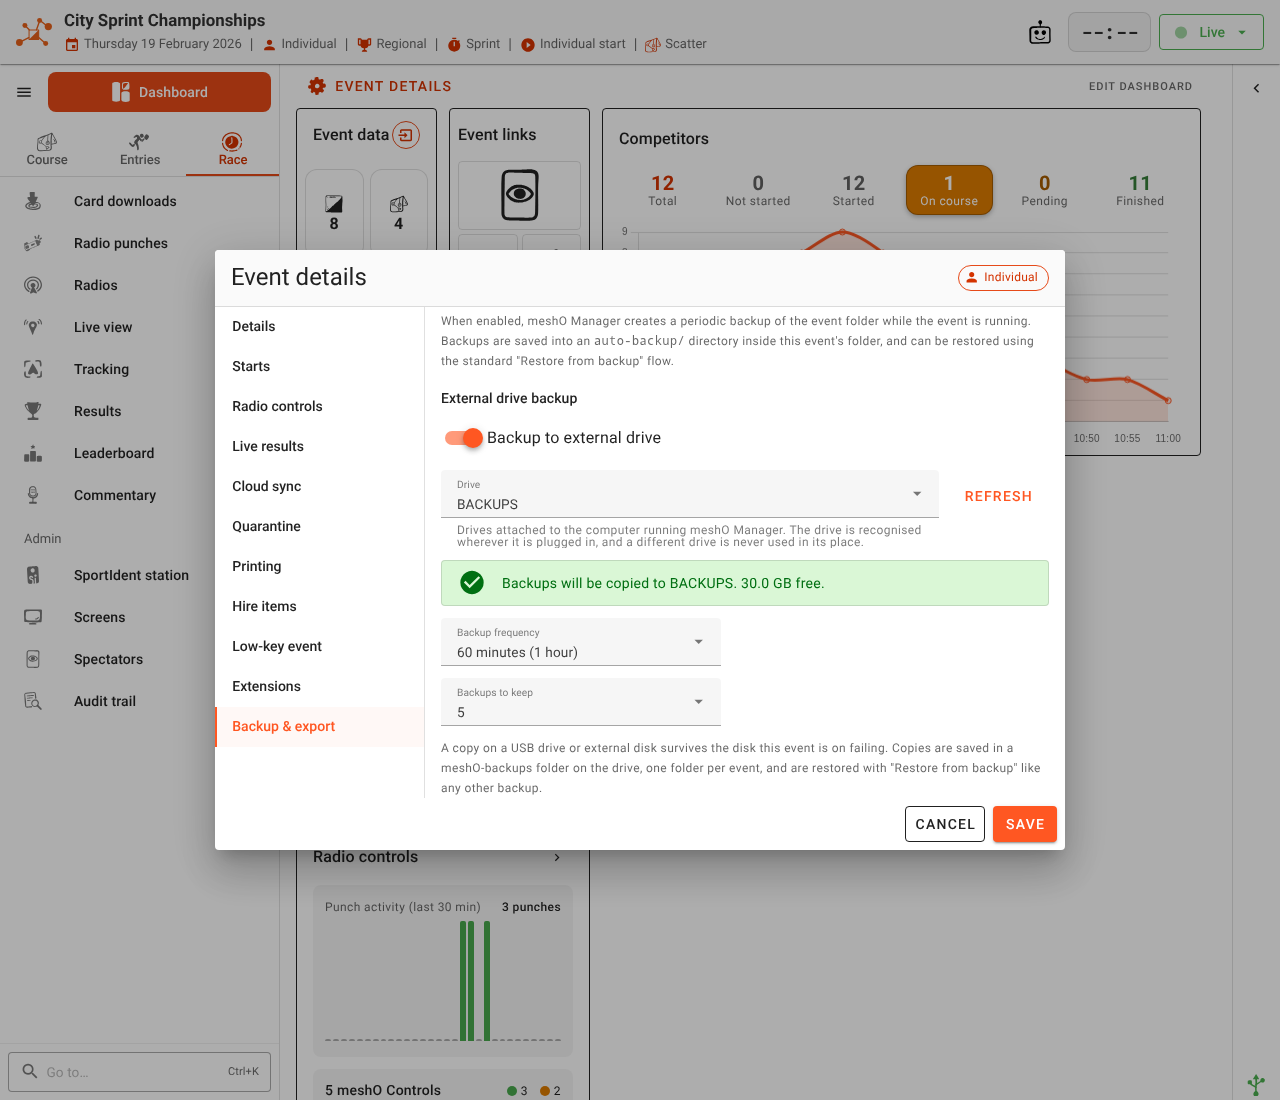 City Sprint Championships
Thursday 19 February 2026 | Individual | Regional | Sprint | Individual start | Scatter
--:--
Live
Dashboard
EVENT DETAILS
EDIT DASHBOARD
Course
Entries
Race
Card downloads
Radio punches
Radios
Live view
Tracking
Results
Leaderboard
Commentary
Admin
SportIdent station
Screens
Spectators
Audit trail
Go to...
Ctrl+K
Event data
8
4
Event links
Competitors
12
Total
0
Not started
12
Started
1
On course
0
Pending
11
Finished
9
10:50
10:55
11:00
Event details
Individual
Details
Starts
Radio controls
Live results
Cloud sync
Quarantine
Printing
Hire items
Low-key event
Extensions
Backup & export
When enabled, meshO Manager creates a periodic backup of the event folder while the event is running.
Backups are saved into an auto-backup/ directory inside this event's folder, and can be restored using
the standard "Restore from backup" flow.
External drive backup
Backup to external drive
Drive
BACKUPS
REFRESH
Drives attached to the computer running meshO Manager. The drive is recognised
wherever it is plugged in, and a different drive is never used in its place.
Backups will be copied to BACKUPS. 30.0 GB free.
Backup frequency
60 minutes (1 hour)
Backups to keep
5
A copy on a USB drive or external disk survives the disk this event is on failing. Copies are saved in a
meshO-backups folder on the drive, one folder per event, and are restored with "Restore from backup" like
any other backup.
CANCEL
SAVE
Radio controls
Punch activity (last 30 min)
3 punches
5 meshO Controls
3
2